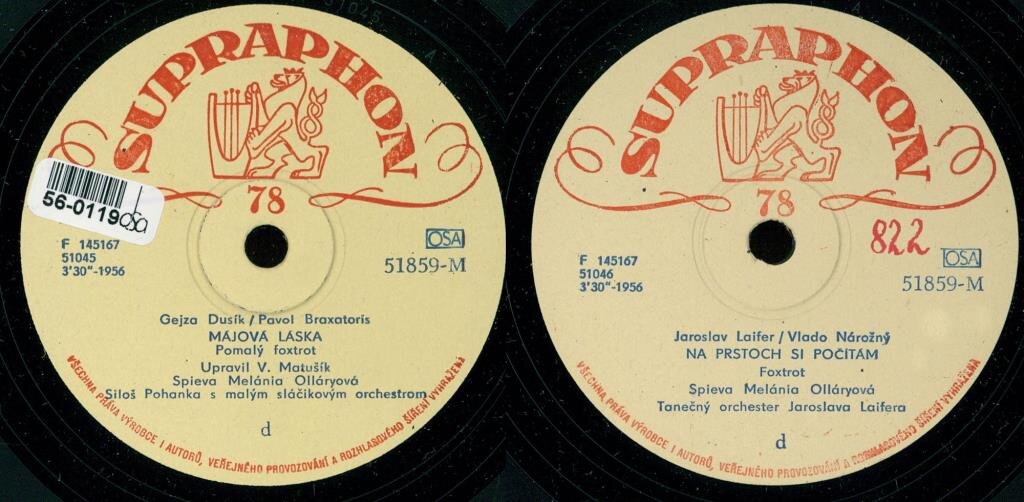 SUPRAPHON
78
56-0119 osa
F 145167
51045
3'30"-1956
OSA
51859-M
Gejza Dusík / Pavol Braxatoris
MÁJOVÁ LÁSKA
Pomalý foxtrot
Upravil V. Matušík
Spieva Melánia Olláryová
Siloš Pohanka s malým sláčikovým orchestrom
d
VŠECHNA PRÁVA VÝROBCE I AUTORŮ, VEŘEJNÉHO PROVOZOVÁNÍ A ROZHLASOVÉHO ŠÍŘENÍ VYHRAŽENA
SUPRAPHON
78
822
F 145167
51046
3'30"-1956
OSA
51859-M
Jaroslav Laifer / Vlado Nárožný
NA PRSTOCH SI POČÍTAM
Foxtrot
Spieva Melánia Olláryová
Tanečný orchester Jaroslava Laifera
d
VŠECHNA PRÁVA VÝROBCE I AUTORŮ, VEŘEJNÉHO PROVOZOVÁNÍ A ROZHLASOVÉHO ŠÍŘENÍ VYHRAŽENA